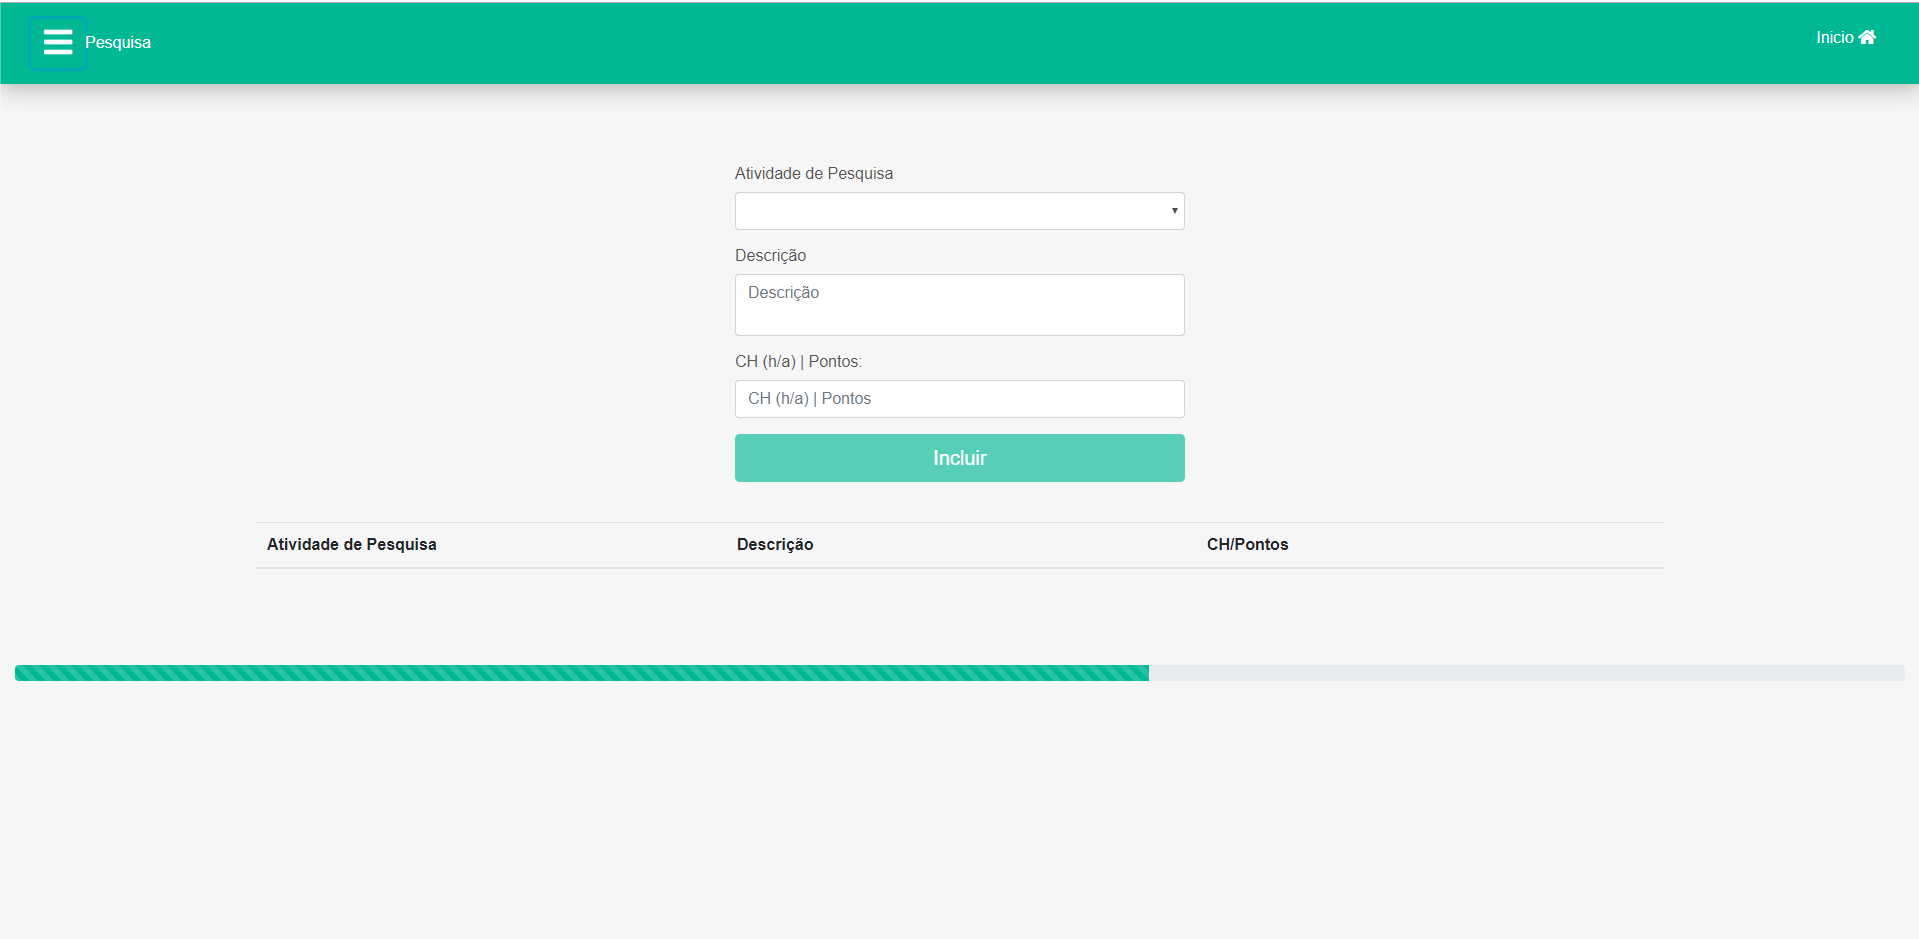 Pesquisa
Inicio
Atividade de Pesquisa
Descrição
Descrição
CH (h/a) | Pontos:
CH (h/a) | Pontos
Incluir
Atividade de Pesquisa Descrição CH/Pontos